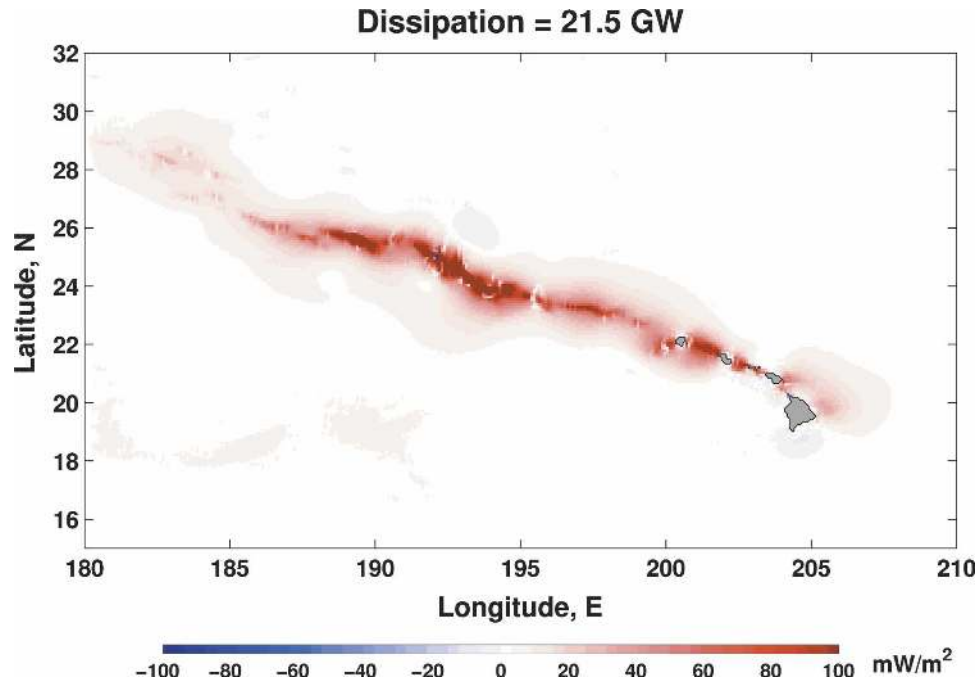 Dissipation = 21.5 GW
32
30
28
26
24
22
20
18
16
Latitude, N
180 185 190 195 200 205 210
Longitude, E
−100 −80 −60 −40 −20 0 20 40 60 80 100 mW/m²